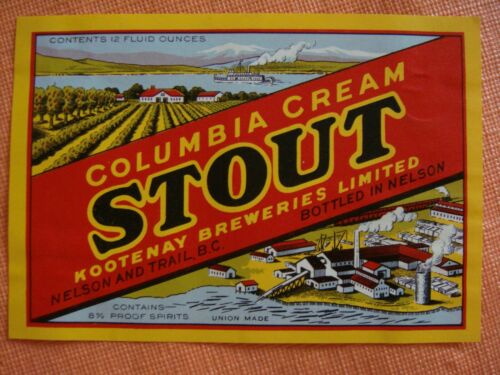 CONTENTS 12 FLUID OUNCES
COLUMBIA CREAM
STOUT
KOOTENAY BREWERIES LIMITED
NELSON AND TRAIL, B.C.
BOTTLED IN NELSON
CONTAINS
8% PROOF SPIRITS
UNION MADE